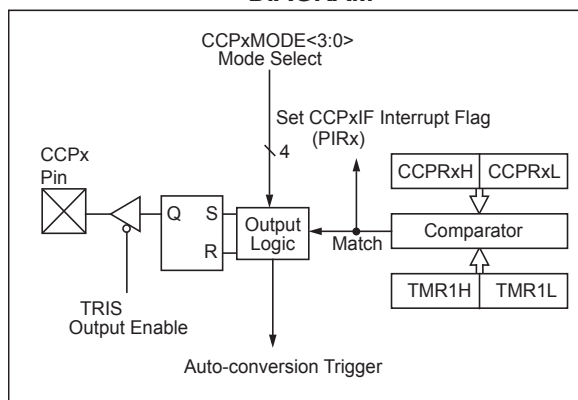 CCPxMODE<3:0>
Mode Select
Set CCPxIF Interrupt Flag
(PIRx)
4
CCPx
Pin
CCPRxH CCPRxL
Q S
R
Output
Logic
Match
Comparator
TMR1H TMR1L
TRIS
Output Enable
Auto-conversion Trigger